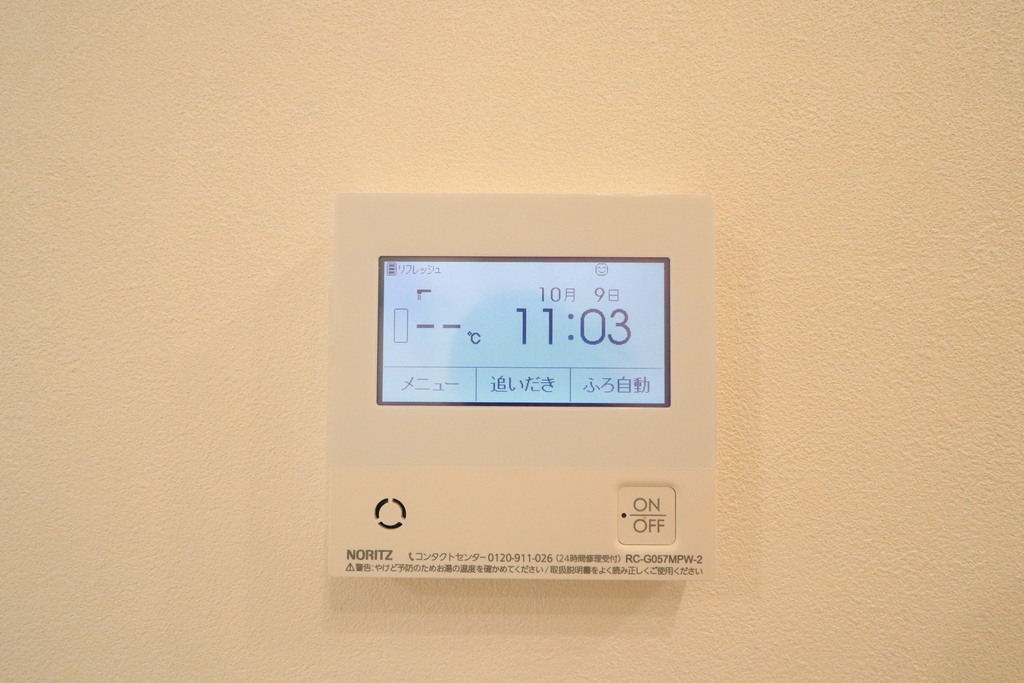 リフレッシュ
10月 9日
--℃ 11:03
メニュー 追いだき ふろ自動
ON
OFF
NORITZ コンタクトセンター0120-911-026 (24時間修理受付) RC-G057MPW-2
警告:やけど予防のためお湯の温度を確かめてください/取扱説明書をよく読み正しくご使用ください